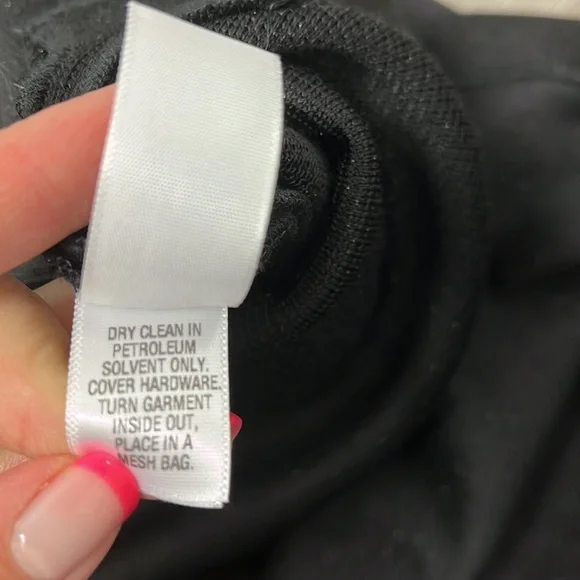 DRY CLEAN IN
PETROLEUM
SOLVENT ONLY.
COVER HARDWARE.
TURN GARMENT
INSIDE OUT,
PLACE IN A
MESH BAG.